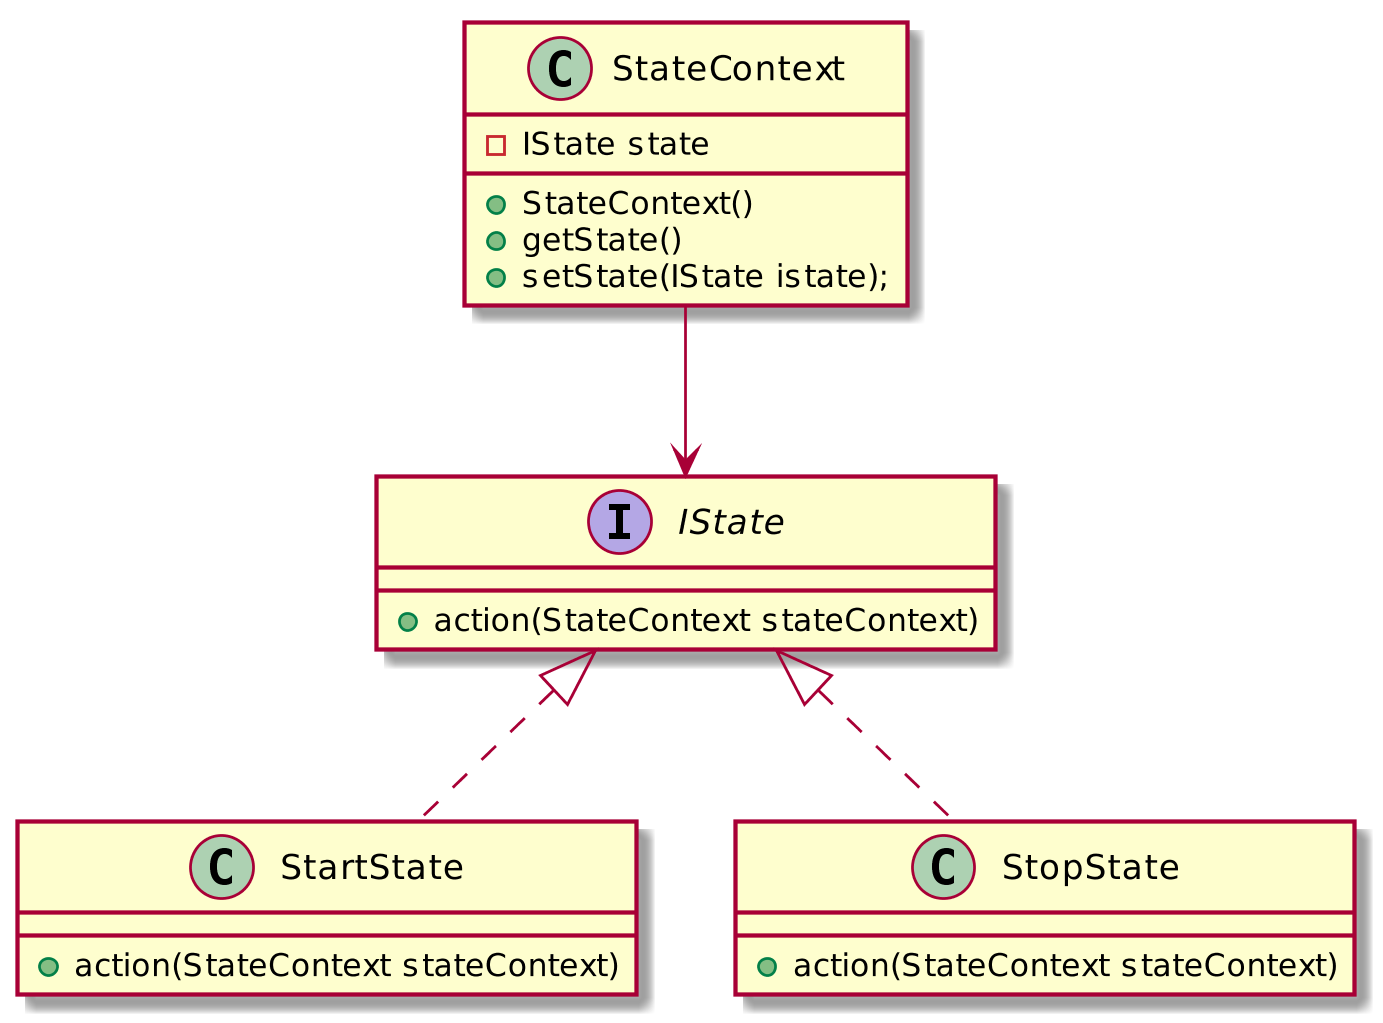 C StateContext
IState state
StateContext()
getState()
setState(IState istate);
I IState
action(StateContext stateContext)
C StartState
action(StateContext stateContext)
C StopState
action(StateContext stateContext)